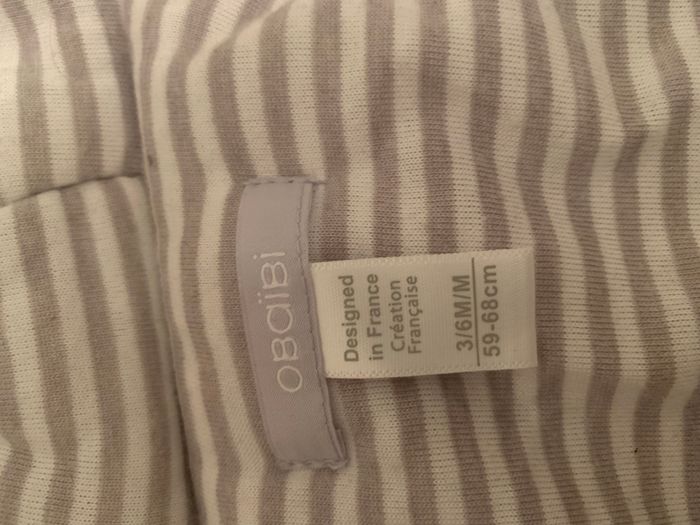 OBAÏBI
Designed
in France
Création
Française
3/6M/M
59-68cm